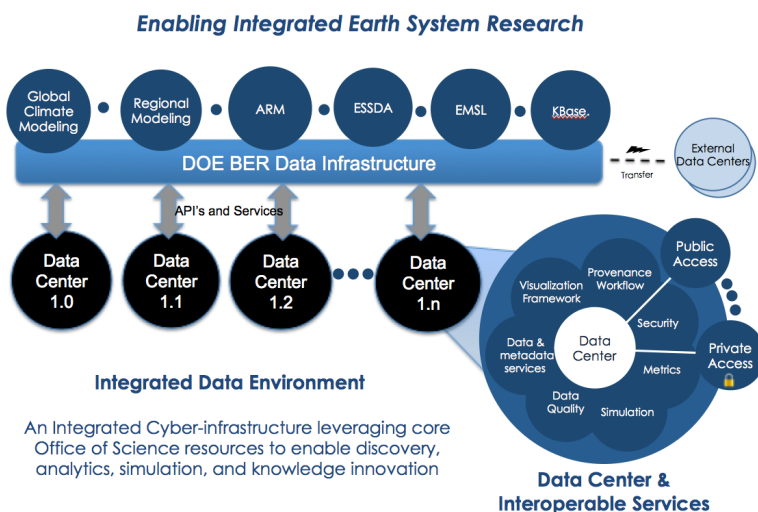 Enabling Integrated Earth System Research
Global
Climate
Modeling
Regional
Modeling
ARM
ESSDA
EMSL
KBase.
DOE BER Data Infrastructure
Transfer
External
Data Centers
API's and Services
Data
Center
1.0
Data
Center
1.1
Data
Center
1.2
Data
Center
1.n
Public
Access
Provenance
Workflow
Visualization
Framework
Security
Data
Center
Private
Access
Data &
metadata
services
Metrics
Data
Quality
Simulation
Integrated Data Environment
An Integrated Cyber-infrastructure leveraging core
Office of Science resources to enable discovery,
analytics, simulation, and knowledge innovation
Data Center &
Interoperable Services